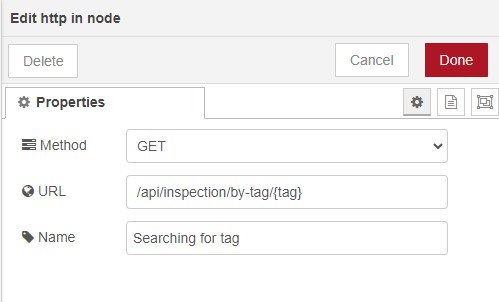 Edit http in node
Delete
Cancel
Done
Properties
Method
GET
URL
/api/inspection/by-tag/{tag}
Name
Searching for tag